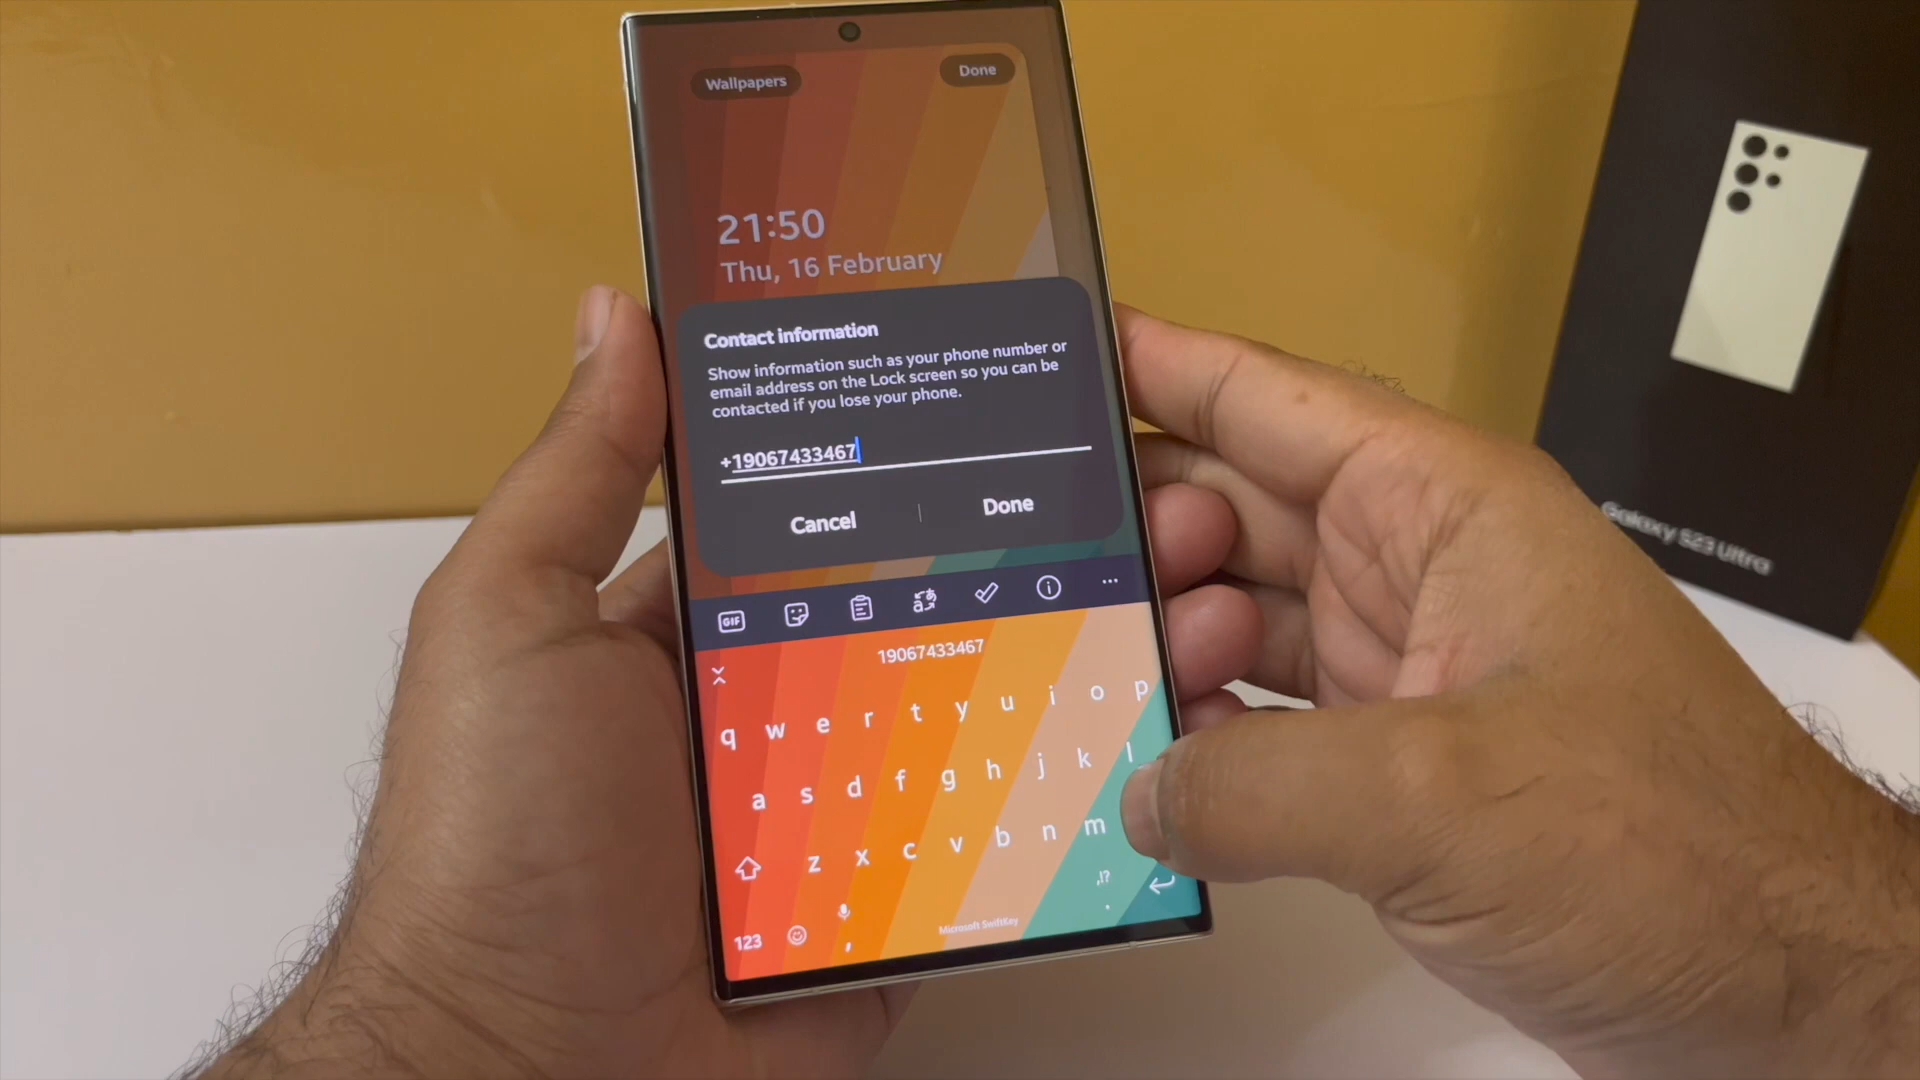 Wallpapers
Done
21:50
Thu, 16 February
Contact information
Show information such as your phone number or
email address on the Lock screen so you can be
contacted if you lose your phone.
+19067433467
Cancel
Done
GIF
19067433467
q w e r t y u i o p
a s d f g h j k l
z x c v b n m
,!?
123
,
Microsoft SwiftKey
.
Galaxy S23 Ultra